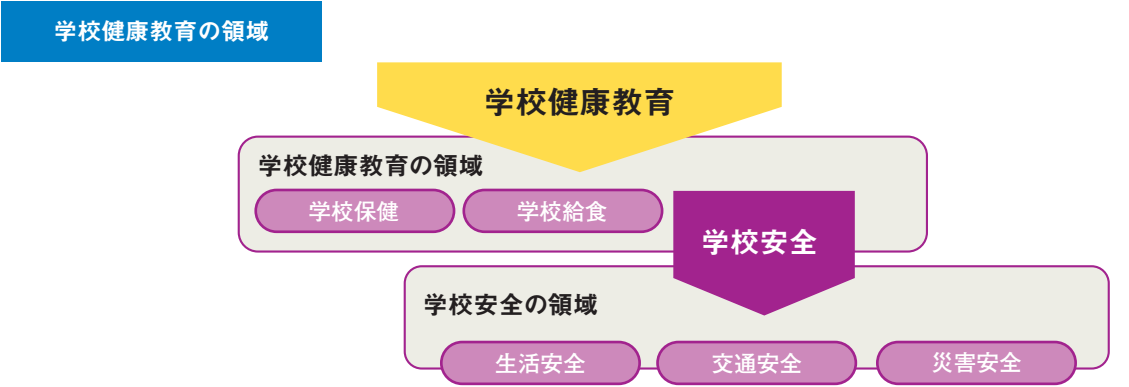 学校健康教育の領域
学校健康教育
学校健康教育の領域
学校保健
学校給食
学校安全
学校安全の領域
生活安全
交通安全
災害安全